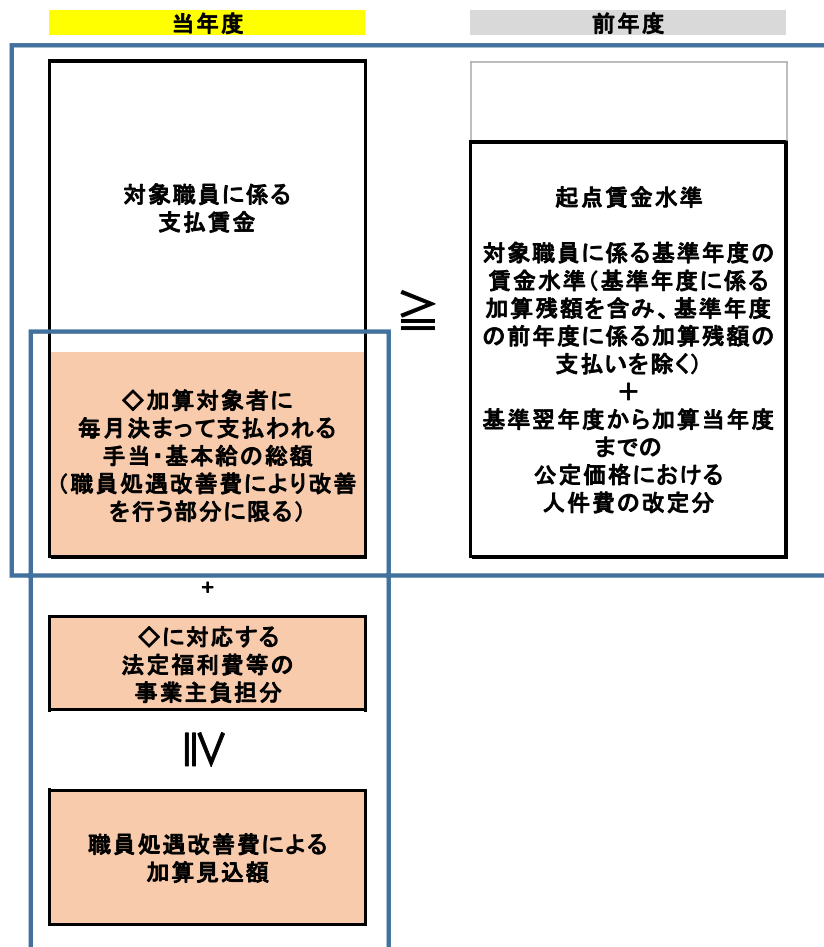 当年度
前年度
対象職員に係る
支払賃金
◇加算対象者に
毎月決まって支払われる
手当・基本給の総額
（職員処遇改善費により改善
を行う部分に限る）
≧
起点賃金水準
対象職員に係る基準年度の
賃金水準（基準年度に係る
加算残額を含み、基準年度
の前年度に係る加算残額の
支払いを除く）
＋
基準翌年度から加算当年度
までの
公定価格における
人件費の改定分
+
◇に対応する
法定福利費等の
事業主負担分
≧
職員処遇改善費による
加算見込額